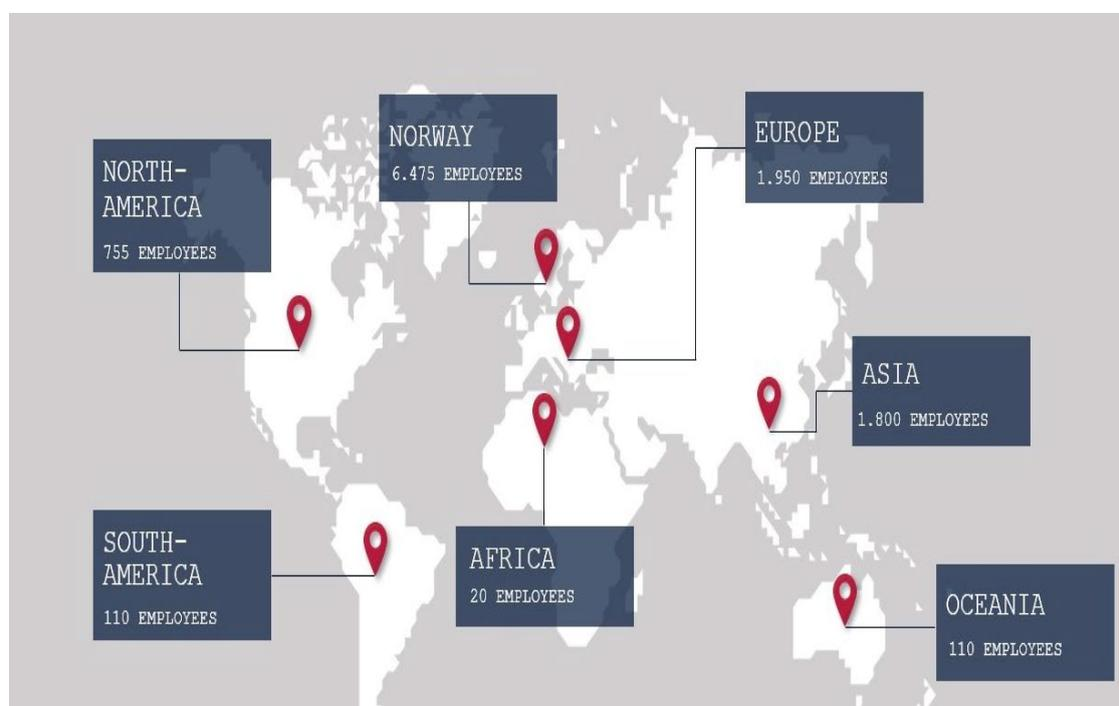 NORWAY
6.475 EMPLOYEES
EUROPE
1.950 EMPLOYEES
NORTH-
AMERICA
755 EMPLOYEES
ASIA
1.800 EMPLOYEES
SOUTH-
AMERICA
110 EMPLOYEES
AFRICA
20 EMPLOYEES
OCEANIA
110 EMPLOYEES